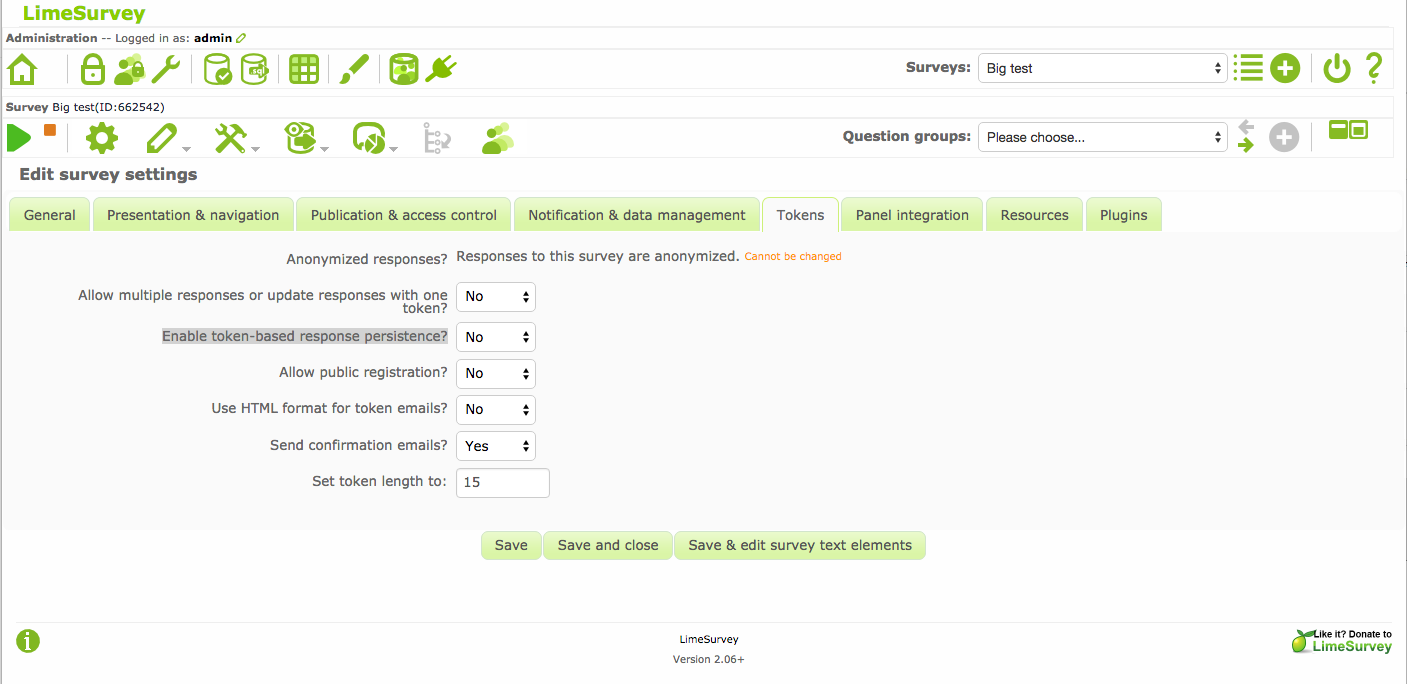 LimeSurvey
Administration -- Logged in as: admin
sql
Surveys: Big test
Survey Big test(ID:662542)
Question groups: Please choose...
Edit survey settings
General Presentation & navigation Publication & access control Notification & data management Tokens Panel integration Resources Plugins
Anonymized responses? Responses to this survey are anonymized. Cannot be changed
Allow multiple responses or update responses with one
token? No
Enable token-based response persistence? No
Allow public registration? No
Use HTML format for token emails? No
Send confirmation emails? Yes
Set token length to: 15
Save Save and close Save & edit survey text elements
LimeSurvey
Version 2.06+
Like it? Donate to
LimeSurvey